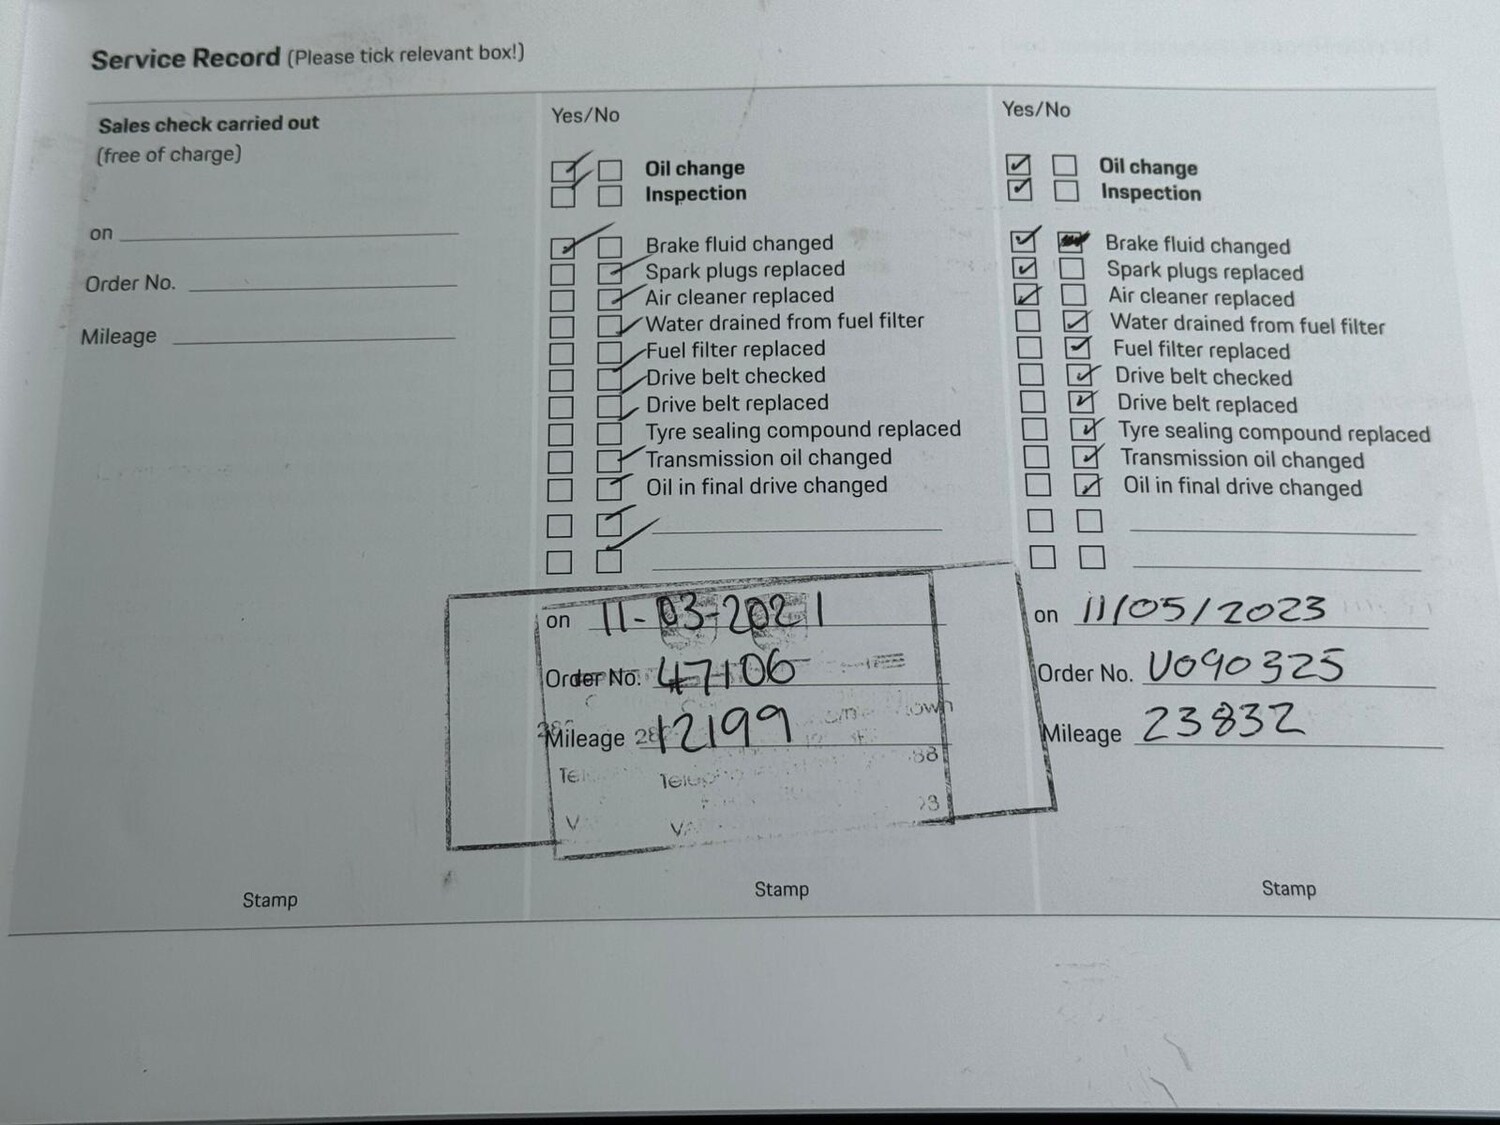 Service Record (Please tick relevant box!)
Sales check carried out
(free of charge)
on
Order No.
Mileage
Stamp
Yes/No
Oil change
Inspection
Brake fluid changed
Spark plugs replaced
Air cleaner replaced
Water drained from fuel filter
Fuel filter replaced
Drive belt checked
Drive belt replaced
Tyre sealing compound replaced
Transmission oil changed
Oil in final drive changed
on 11-03-2021
Order No. 47106
Mileage 12199
Stamp
Yes/No
Oil change
Inspection
Brake fluid changed
Spark plugs replaced
Air cleaner replaced
Water drained from fuel filter
Fuel filter replaced
Drive belt checked
Drive belt replaced
Tyre sealing compound replaced
Transmission oil changed
Oil in final drive changed
on 11/05/2023
Order No. U090325
Mileage 23832
Stamp